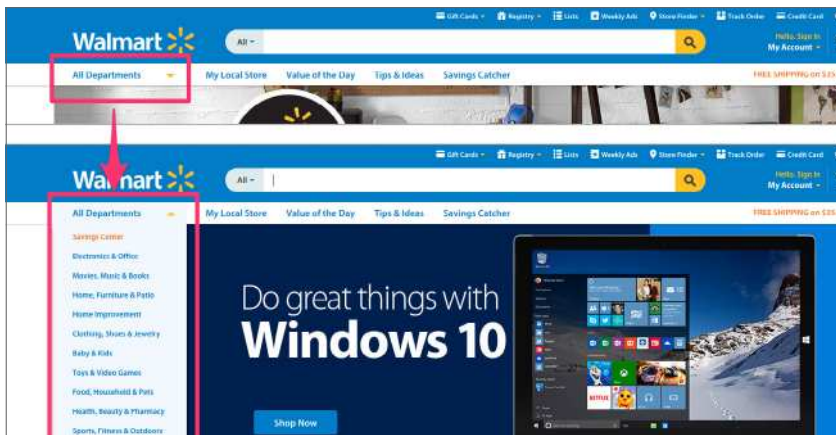 Gift Cards Registry Lists Weekly Ads Store Finder Track Order Credit Card
Walmart All Hello. Sign In
My Account
All Departments My Local Store Value of the Day Tips & Ideas Savings Catcher FREE SHIPPING on $35
Gift Cards Registry Lists Weekly Ads Store Finder Track Order Credit Card
Walmart All Hello. Sign In
My Account
All Departments My Local Store Value of the Day Tips & Ideas Savings Catcher FREE SHIPPING on $35
Savings Center
Electronics & Office
Movies, Music & Books
Home, Furniture & Patio
Home Improvement
Clothing, Shoes & Jewelry
Baby & Kids
Toys & Video Games
Food, Household & Pets
Health, Beauty & Pharmacy
Sports, Fitness & Outdoors
Do great things with
Windows 10
Shop Now
NETFLIX